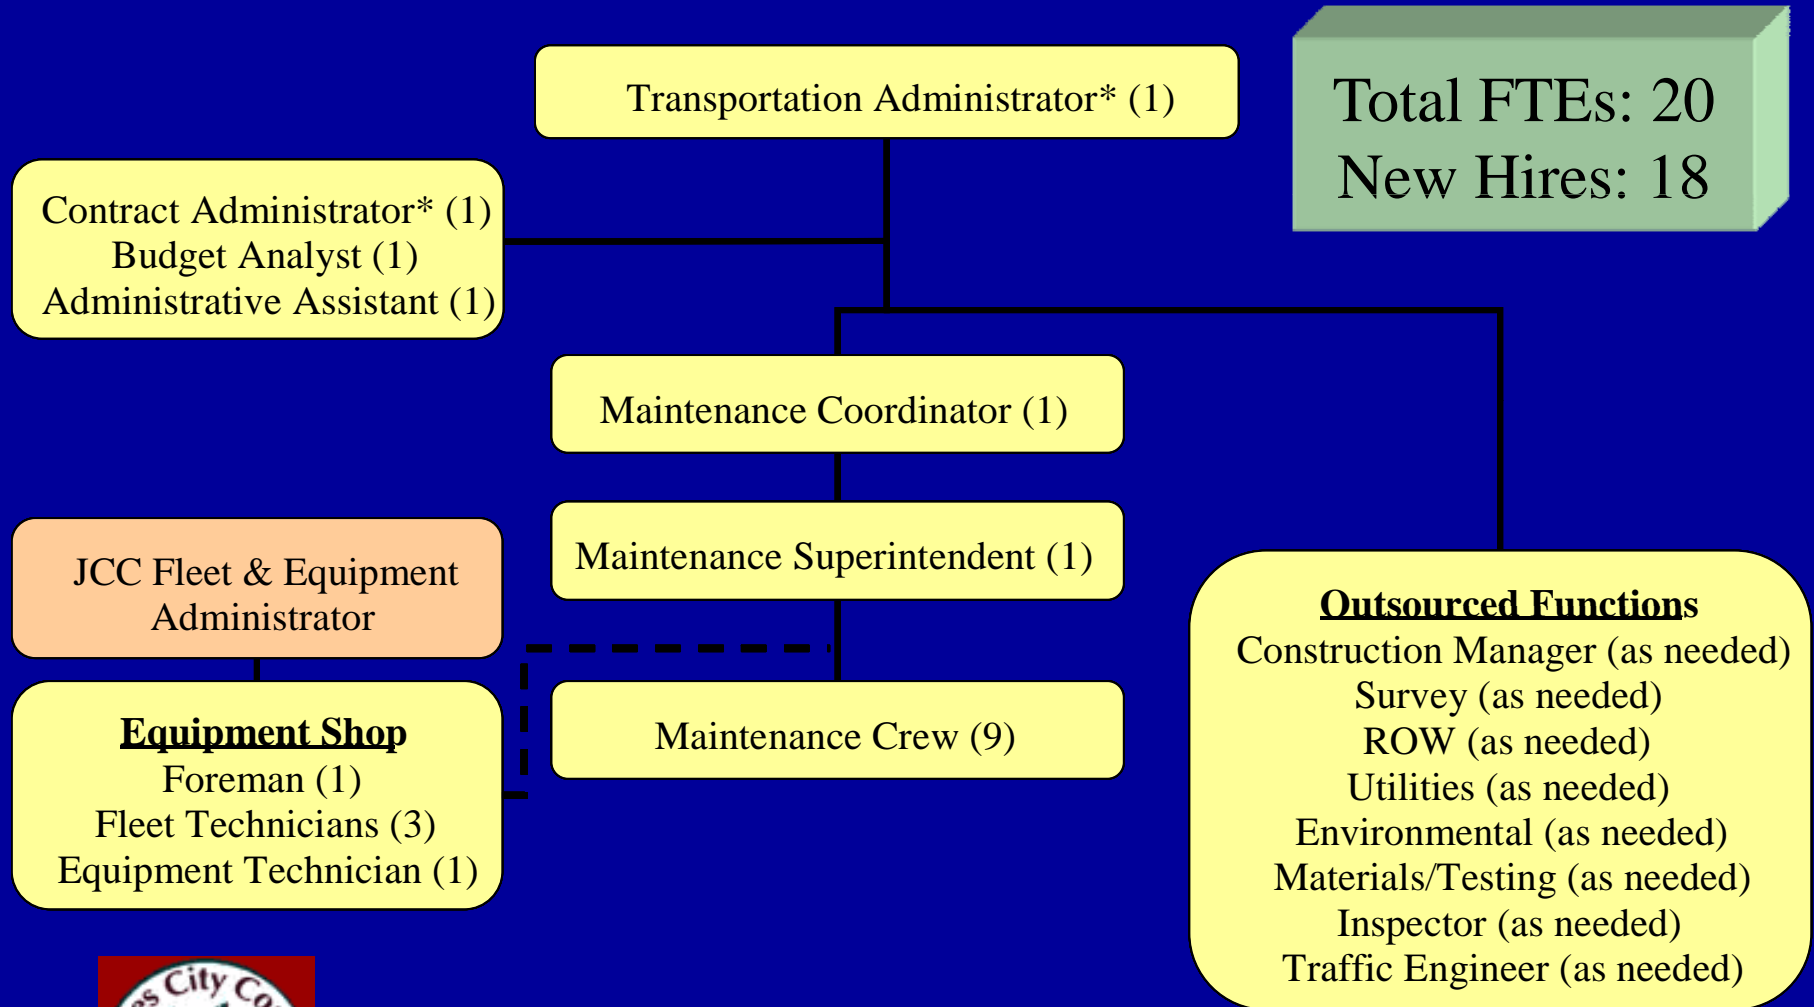 Transportation Administrator* (1)
Total FTEs: 20
New Hires: 18
Contract Administrator* (1)
Budget Analyst (1)
Administrative Assistant (1)
Maintenance Coordinator (1)
Maintenance Superintendent (1)
JCC Fleet & Equipment
Administrator
Maintenance Crew (9)
Equipment Shop
Foreman (1)
Fleet Technicians (3)
Equipment Technician (1)
Outsourced Functions
Construction Manager (as needed)
Survey (as needed)
ROW (as needed)
Utilities (as needed)
Environmental (as needed)
Materials/Testing (as needed)
Inspector (as needed)
Traffic Engineer (as needed)
City